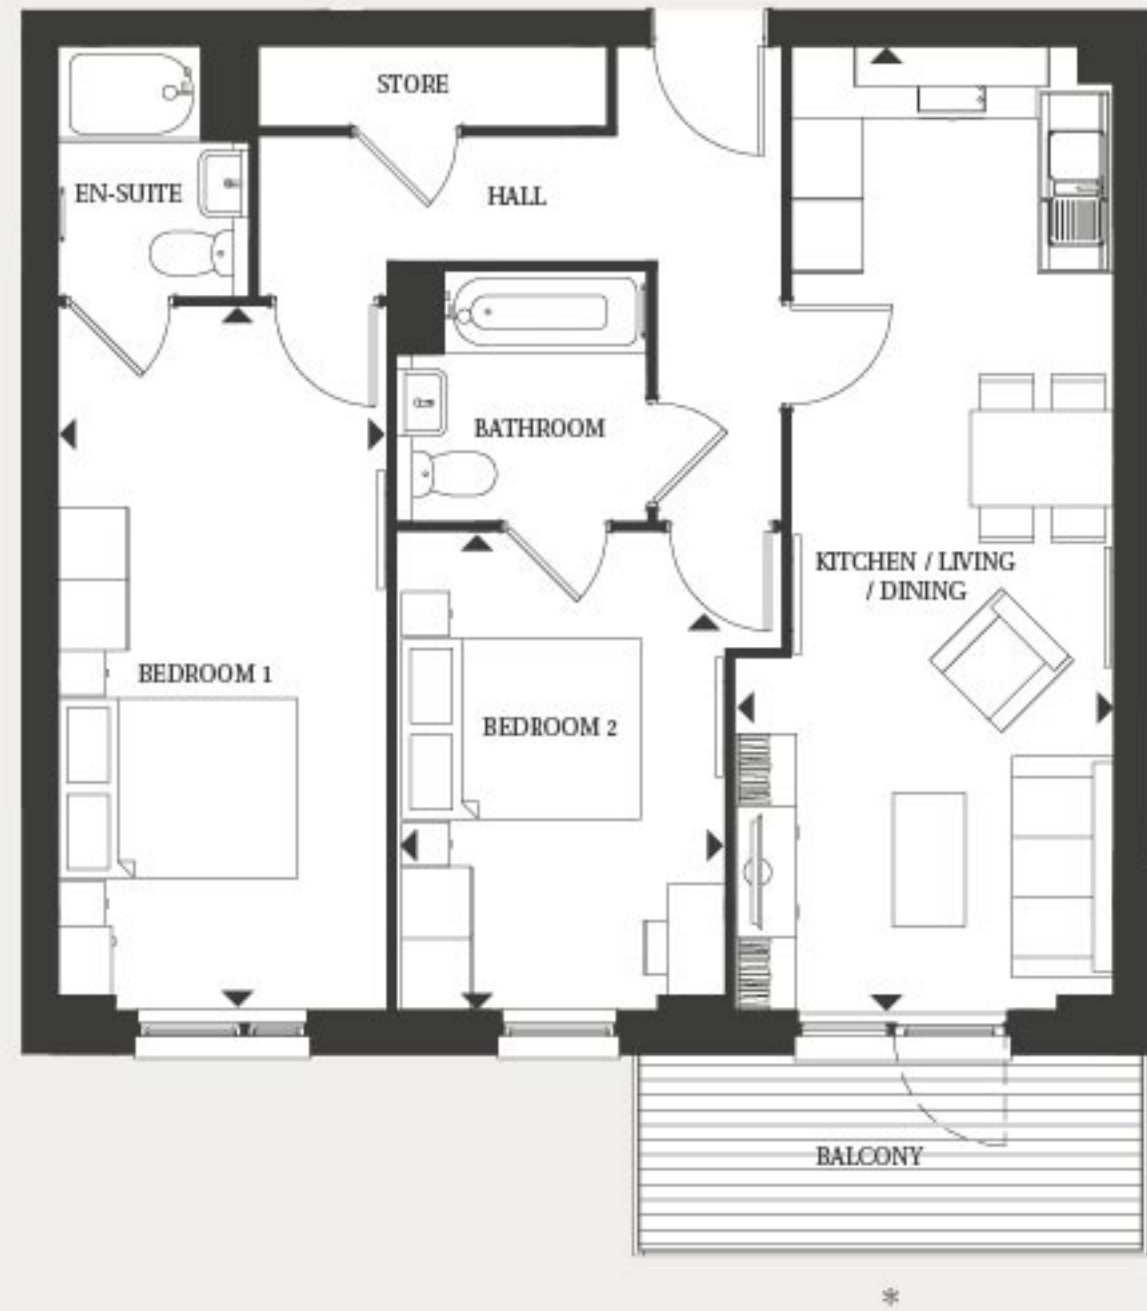 STORE
EN-SUITE
HALL
BATHROOM
KITCHEN / LIVING
/ DINING
BEDROOM 1
BEDROOM 2
BALCONY
*